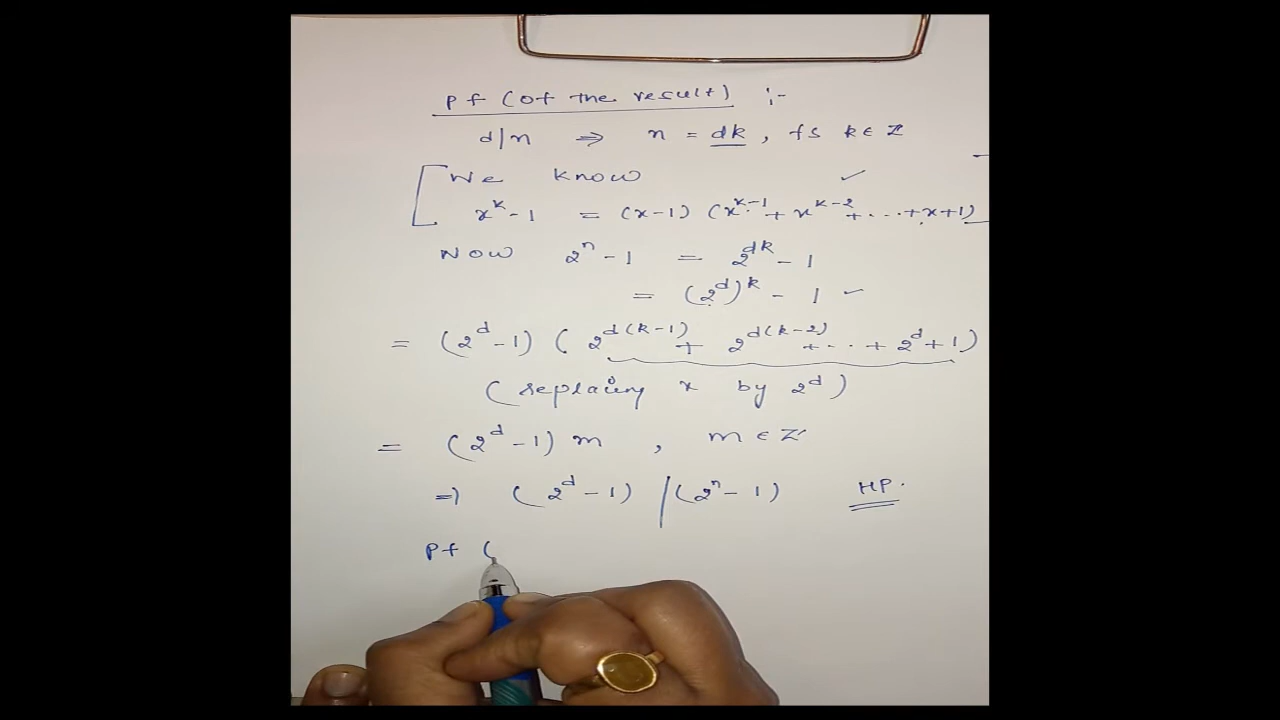 Pf (Of the result) :-
d/n ⇒ n = dk, fs k ∈ Z
We know ✓
x^k - 1 = (x-1) (x^{k-1} + x^{k-2} + ... + x+1)
Now 2^n - 1 = 2^{dk} - 1
= (2^d)^k - 1 ✓
= (2^d - 1) ( 2^{d(k-1)} + 2^{d(k-2)} + ... + 2^d + 1)
(replacing x by 2^d)
= (2^d - 1) m , m ∈ Z
⇒ (2^d - 1) | (2^n - 1) HP.
Pf (